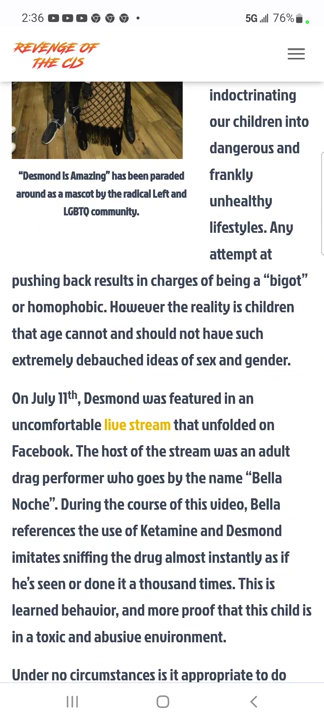 2:36
5G 76%
REVENGE OF
THE CIS
indoctrinating
our children into
dangerous and
frankly
unhealthy
lifestyles. Any
attempt at
"Desmond is Amazing" has been paraded
around as a mascot by the radical Left and
LGBTQ community.
pushing back results in charges of being a "bigot"
or homophobic. However the reality is children
that age cannot and should not have such
extremely debauched ideas of sex and gender.
On July 11th, Desmond was featured in an
uncomfortable live stream that unfolded on
Facebook. The host of the stream was an adult
drag performer who goes by the name "Bella
Noche". During the course of this video, Bella
references the use of Ketamine and Desmond
imitates sniffing the drug almost instantly as if
he's seen or done it a thousand times. This is
learned behavior, and more proof that this child is
in a toxic and abusive environment.
Under no circumstances is it appropriate to do